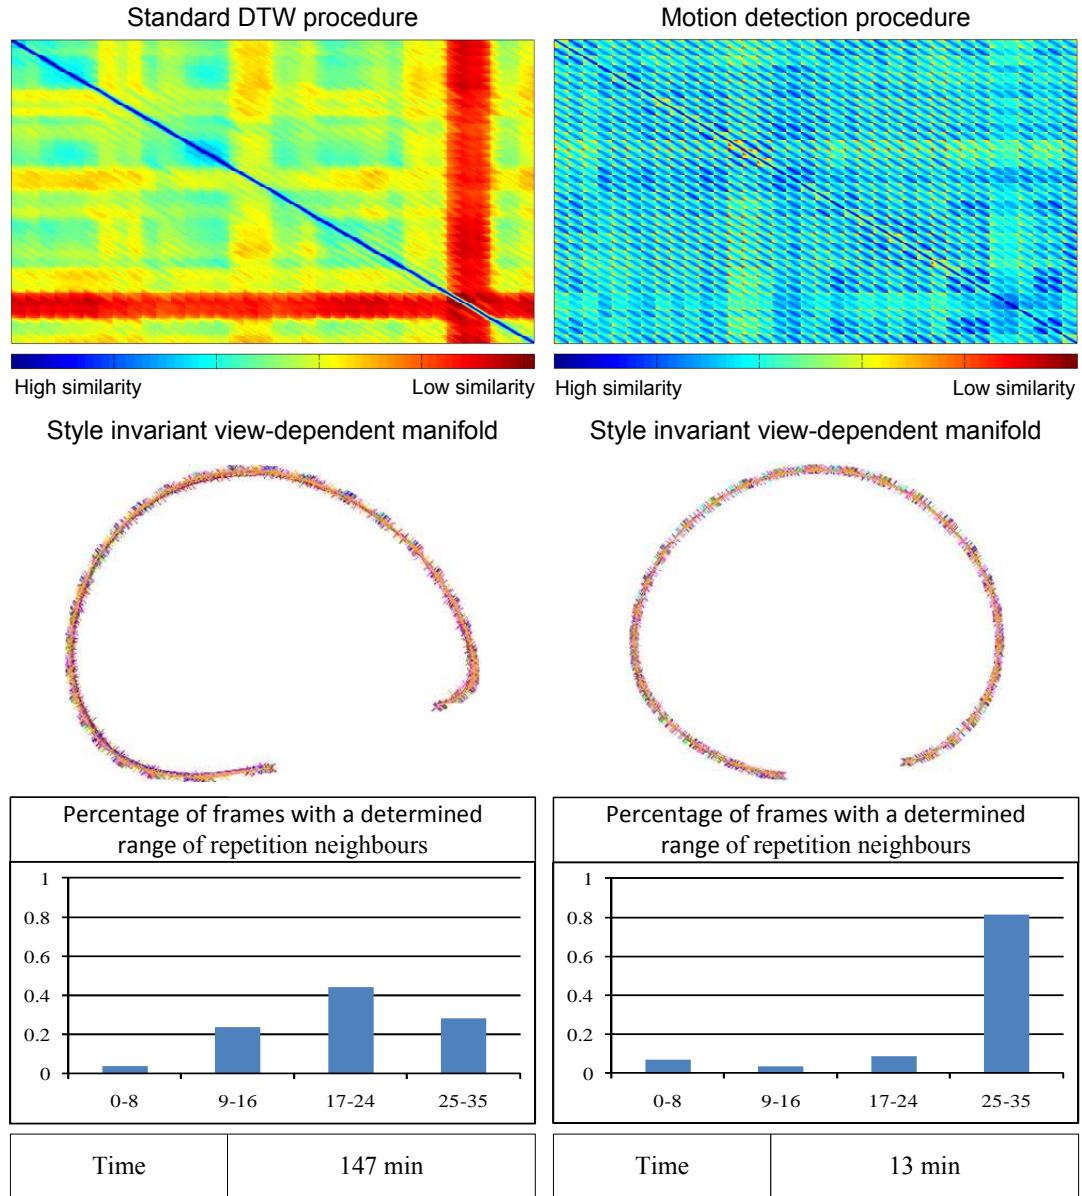 Standard DTW procedure
Motion detection procedure
High similarity
Low similarity
High similarity
Low similarity
Style invariant view-dependent manifold
Style invariant view-dependent manifold
Percentage of frames with a determined
range of repetition neighbours
1
0.8
0.6
0.4
0.2
0
0-8
9-16
17-24
25-35
Percentage of frames with a determined
range of repetition neighbours
1
0.8
0.6
0.4
0.2
0
0-8
9-16
17-24
25-35
Time
147 min
Time
13 min